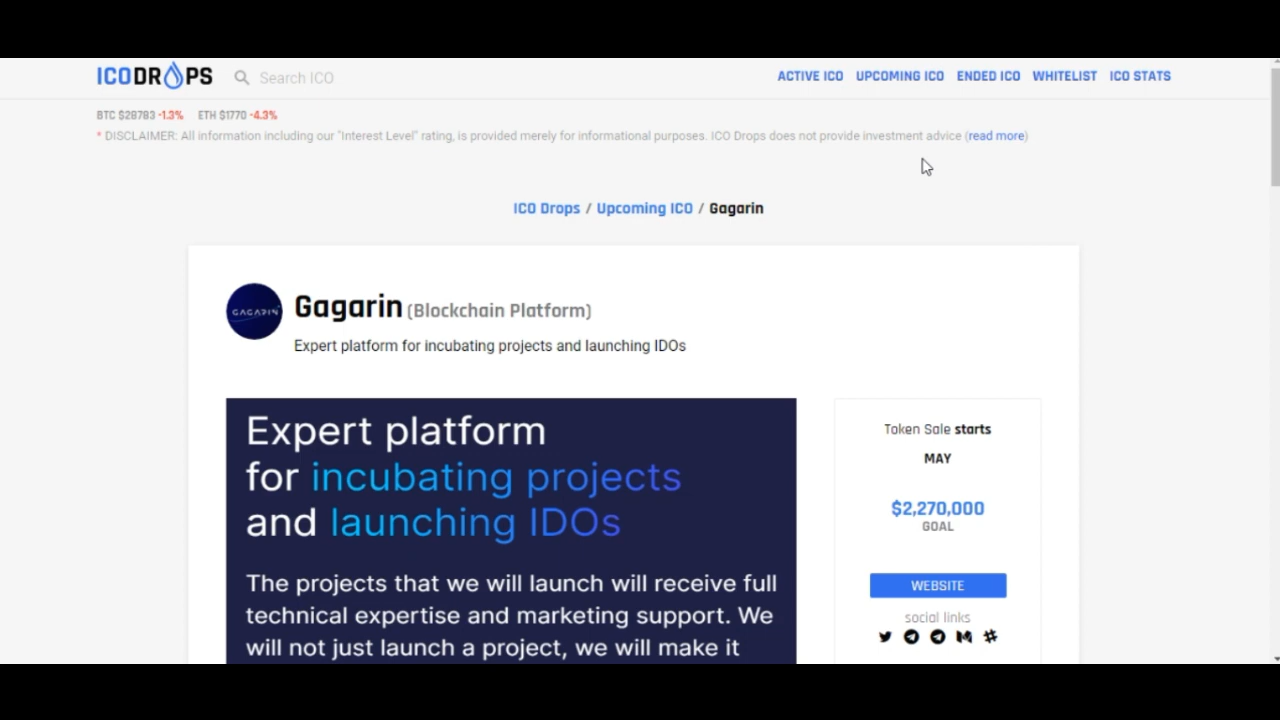 ICODROPS
Search ICO
ACTIVE ICO UPCOMING ICO ENDED ICO WHITELIST ICO STATS
BTC $28783 -1.3% ETH $1770 -4.3%
* DISCLAIMER: All information including our "Interest Level" rating, is provided merely for informational purposes. ICO Drops does not provide investment advice (read more)
ICO Drops / Upcoming ICO / Gagarin
GAGARIN
Gagarin (Blockchain Platform)
Expert platform for incubating projects and launching IDOs
Expert platform
for incubating projects
and launching IDOs
The projects that we will launch will receive full
technical expertise and marketing support. We
will not just launch a project, we will make it
Token Sale starts
MAY
$2,270,000
GOAL
WEBSITE
social links